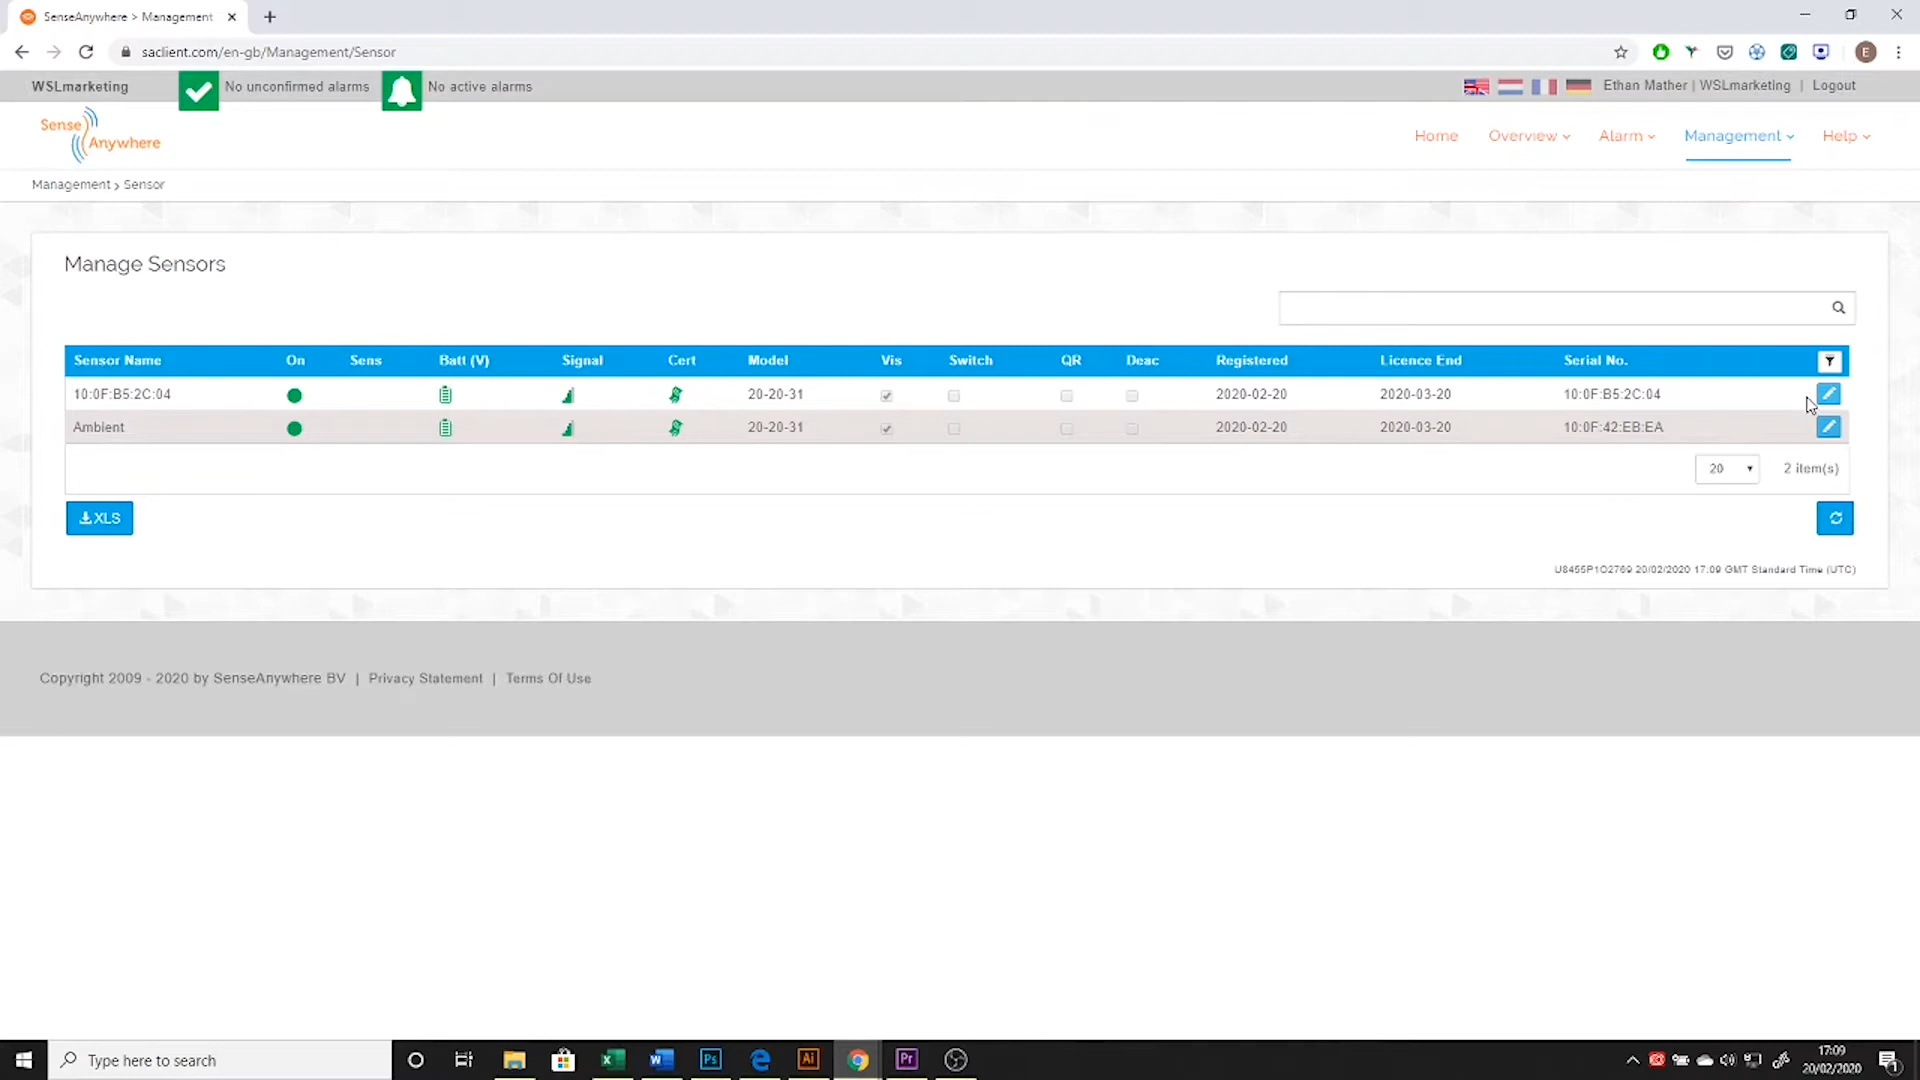 SenseAnywhere > Management
saclient.com/en-gb/Management/Sensor
E
WSLmarketing
No unconfirmed alarms
No active alarms
Ethan Mather | WSLmarketing | Logout
Sense
Anywhere
Home
Overview
Alarm
Management
Help
Management > Sensor
Manage Sensors
Sensor Name On Sens Batt (V) Signal Cert Model Vis Switch QR Deac Registered Licence End Serial No.
10:0F:B5:2C:04 20-20-31 2020-02-20 2020-03-20 10:0F:B5:2C:04
Ambient 20-20-31 2020-02-20 2020-03-20 10:0F:42:EB:EA
20 2 item(s)
XLS
U8455P1O2769 20/02/2020 17:09 GMT Standard Time (UTC)
Copyright 2009 - 2020 by SenseAnywhere BV | Privacy Statement | Terms Of Use
Type here to search
Ps
Ai
Pr
17:09
20/02/2020
1